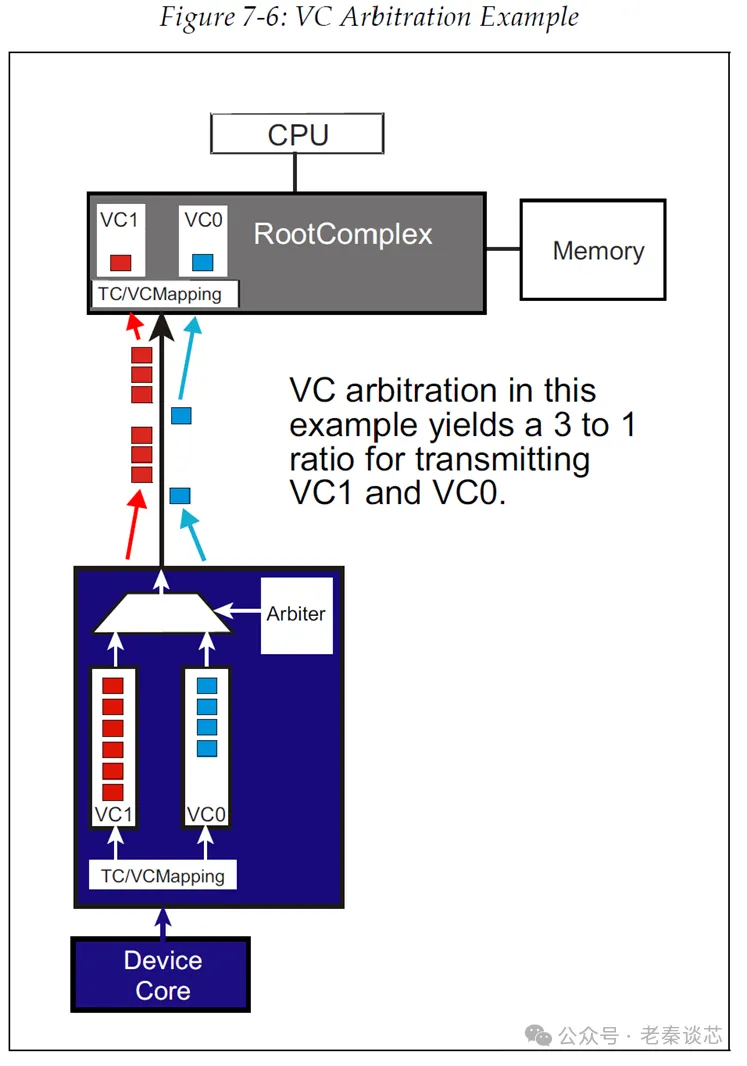 Figure 7-6: VC Arbitration Example
CPU
VC1
VC0
RootComplex
Memory
TC/VCMapping
VC arbitration in this
example yields a 3 to 1
ratio for transmitting
VC1 and VC0.
Arbiter
VC1
VC0
TC/VCMapping
Device
Core
公众号 · 老秦谈芯